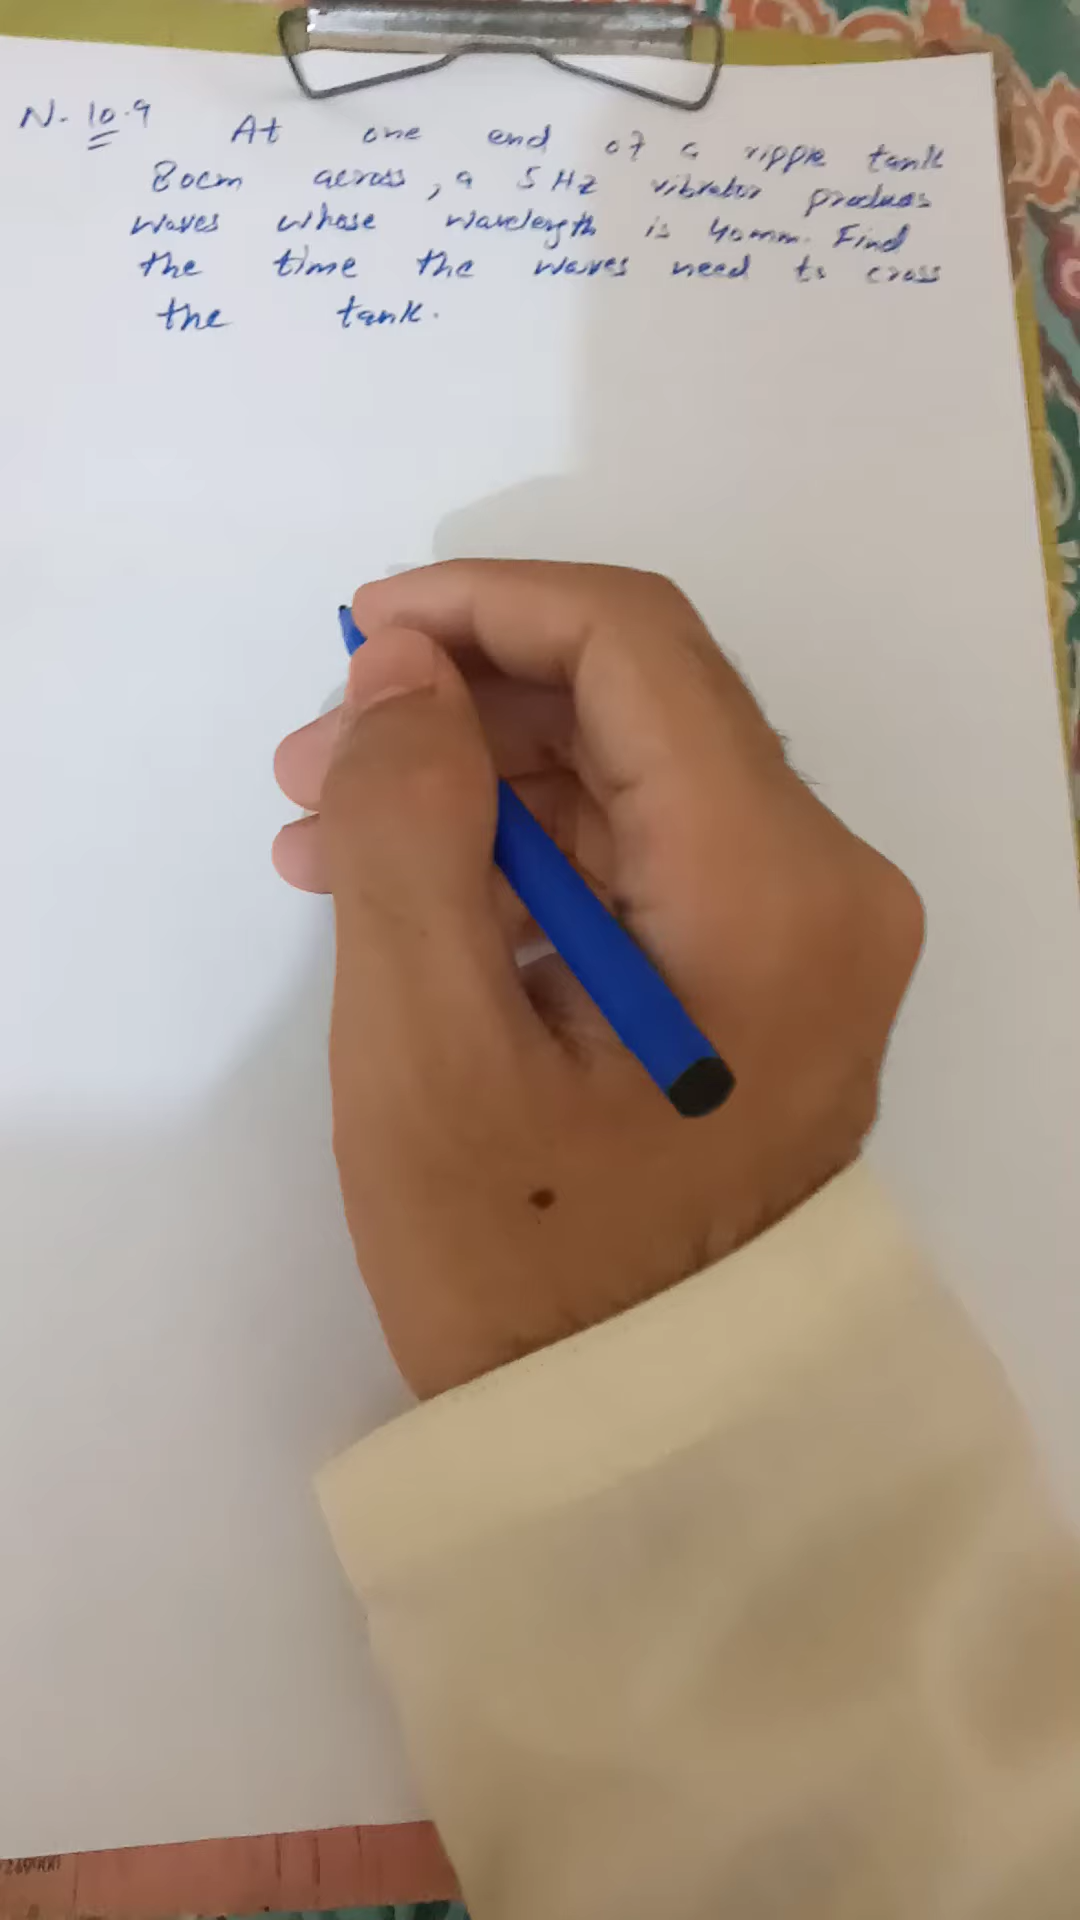 N. 10.9 At one end of a ripple tank
80cm across, a 5 Hz vibrator produces
waves whose wavelength is 40mm. Find
the time the waves need to cross
the tank.